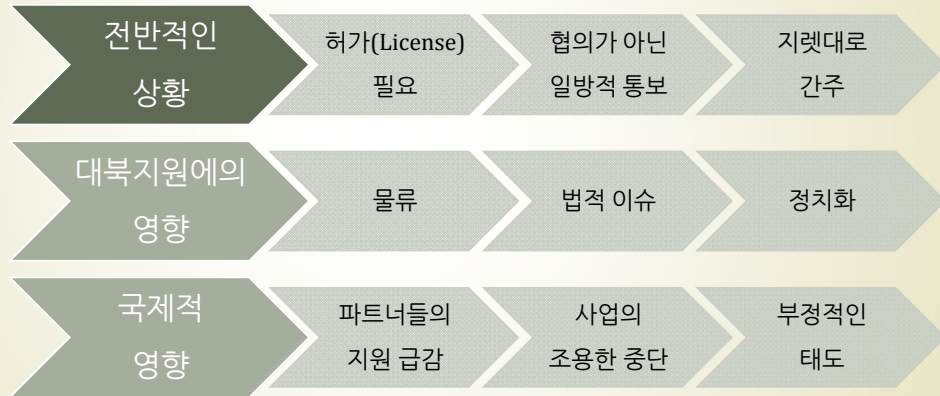 전반적인
상황
허가(License)
필요
협의가 아닌
일방적 통보
지렛대로
간주
대북지원에의
영향
물류
법적 이슈
정치화
국제적
영향
파트너들의
지원 급감
사업의
조용한 중단
부정적인
태도